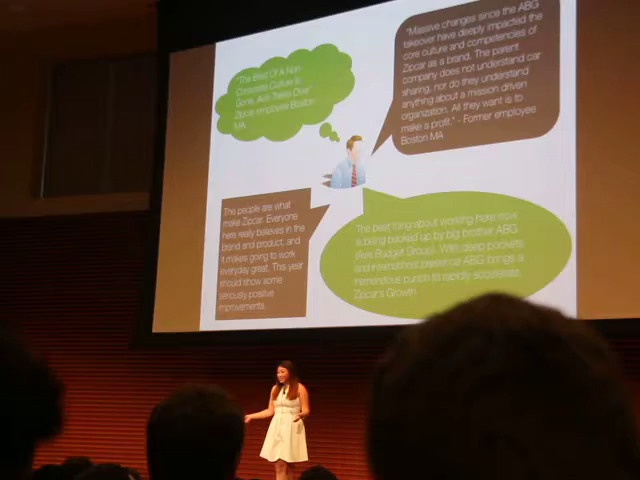 "The Best Of A Non
Corporate Culture is
Gone, Avis Takes Over"
Zipcar employee Boston
MA
"Massive changes since the ABG
takeover have deeply impacted the
core culture and competencies of
Zipcar as a brand. The parent
company does not understand car
sharing, nor do they understand
anything about a mission driven
organization. All they want to is
make a profit." - Former employee
Boston MA
The people are what
make Zipcar. Everyone
here really believes in the
brand and product, and
it makes going to work
everyday great. This year
should show some
seriously positive
improvements.
The best thing about working here now
is being backed up by big brother ABG
(Avis Budget Group). With deep pockets
and international presence ABG brings a
tremendous punch to rapidly accelerate
Zipcar's Growth